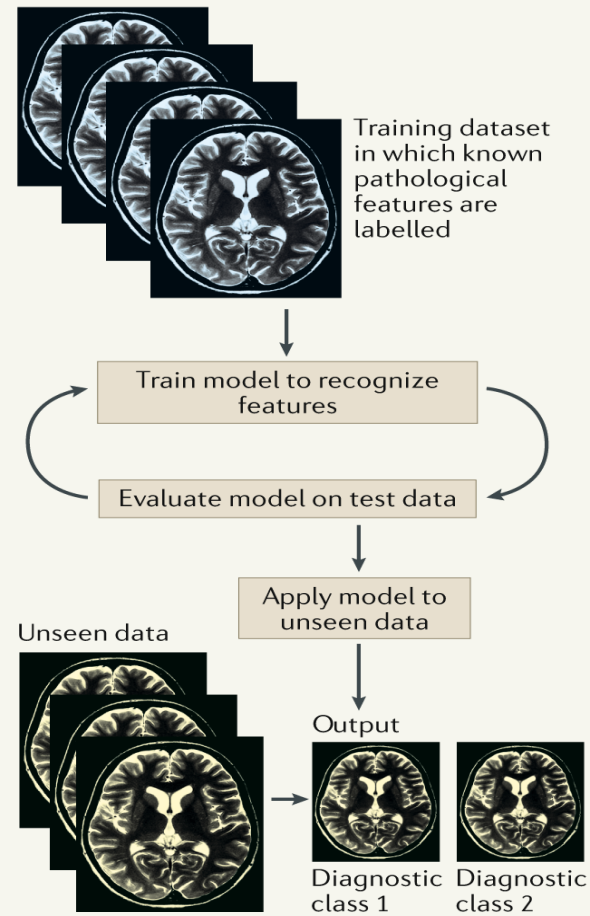 Training dataset
in which known
pathological
features are
labelled
Train model to recognize
features
Evaluate model on test data
Apply model to
unseen data
Unseen data
Output
Diagnostic
class 1
Diagnostic
class 2